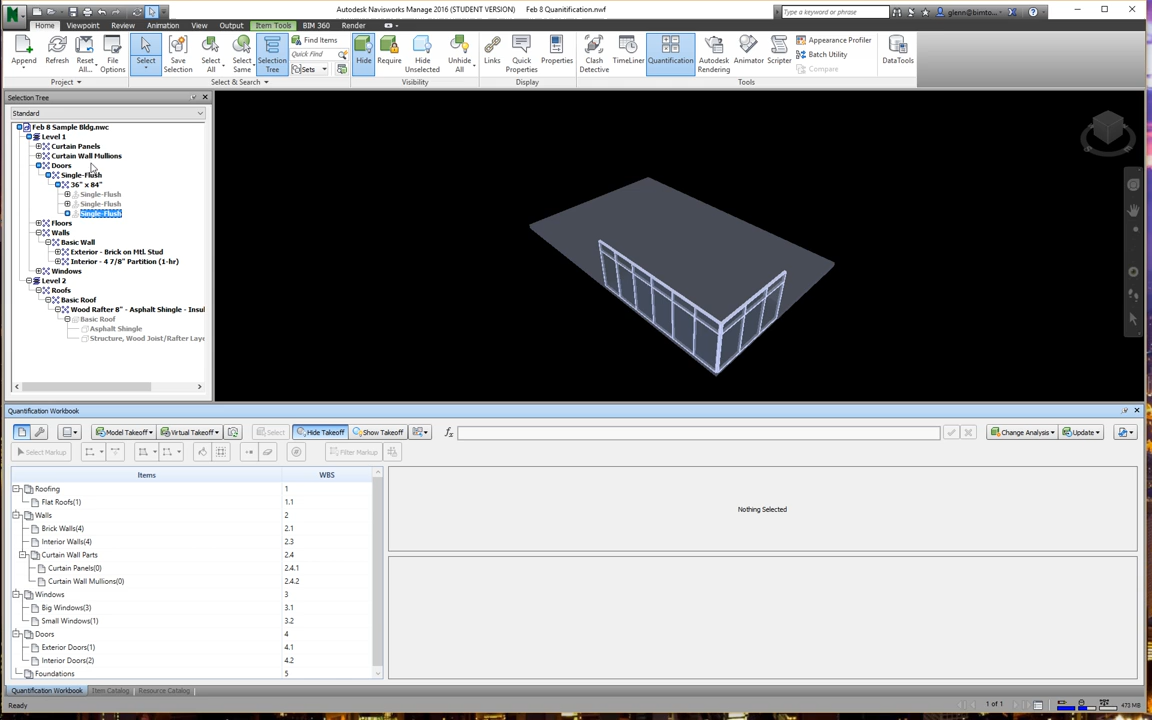 Autodesk Navisworks Manage 2016 (STUDENT VERSION) Feb 8 Quanitification.nwf
Type a keyword or phrase
glenn@bimto...
Home Viewpoint Review Animation View Output Item Tools BIM 360 Render
Append
Refresh
Reset All...
File Options
Project
Select
Save Selection
Select All
Select Same
Selection Tree
Find Items
Quick Find
Sets
Select & Search
Hide
Require
Hide Unselected
Unhide All
Visibility
Links
Quick Properties
Properties
Display
Clash Detective
TimeLiner
Quantification
Autodesk Rendering
Animator
Scripter
Appearance Profiler
Batch Utility
Compare
Tools
DataTools
Selection Tree
Standard
Feb 8 Sample Bldg.nwc
Level 1
Curtain Panels
Curtain Wall Mullions
Doors
Single-Flush
36" x 84"
Single-Flush
Single-Flush
Single-Flush
Floors
Walls
Basic Wall
Exterior - Brick on Mtl. Stud
Interior - 4 7/8" Partition (1-hr)
Windows
Level 2
Roofs
Basic Roof
Wood Rafter 8" - Asphalt Shingle - Insul
Basic Roof
Asphalt Shingle
Structure, Wood Joist/Rafter Laye
Quantification Workbook
Model Takeoff Virtual Takeoff Select Hide Takeoff Show Takeoff fx Change Analysis Update
Select Markup Filter Markup
Items WBS
Roofing 1
Flat Roofs(1) 1.1
Walls 2
Brick Walls(4) 2.1
Interior Walls(4) 2.3
Curtain Wall Parts 2.4
Curtain Panels(0) 2.4.1
Curtain Wall Mullions(0) 2.4.2
Windows 3
Big Windows(3) 3.1
Small Windows(1) 3.2
Doors 4
Exterior Doors(1) 4.1
Interior Doors(2) 4.2
Foundations 5
Nothing Selected
Quantification Workbook Item Catalog Resource Catalog
Ready
1 of 1
473 MB